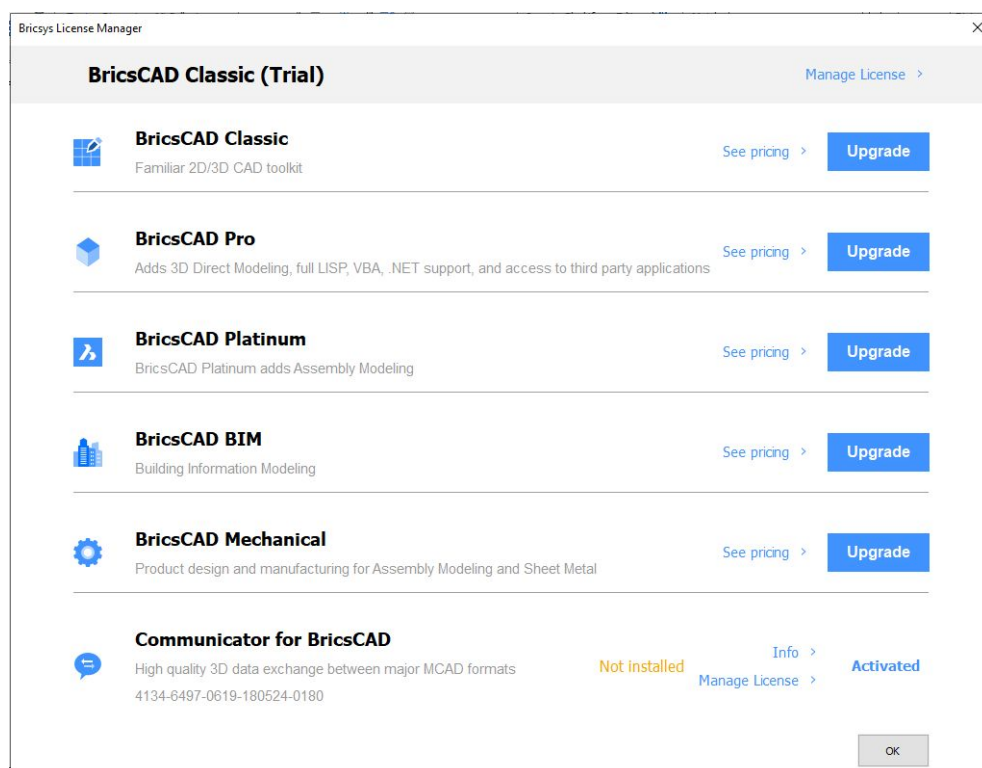 Bricsys License Manager
BricsCAD Classic (Trial)
Manage License >
BricsCAD Classic
Familiar 2D/3D CAD toolkit
See pricing >
Upgrade
BricsCAD Pro
Adds 3D Direct Modeling, full LISP, VBA, .NET support, and access to third party applications
See pricing >
Upgrade
BricsCAD Platinum
BricsCAD Platinum adds Assembly Modeling
See pricing >
Upgrade
BricsCAD BIM
Building Information Modeling
See pricing >
Upgrade
BricsCAD Mechanical
Product design and manufacturing for Assembly Modeling and Sheet Metal
See pricing >
Upgrade
Communicator for BricsCAD
High quality 3D data exchange between major MCAD formats
4134-6497-0619-180524-0180
Not installed
Info >
Manage License >
Activated
OK